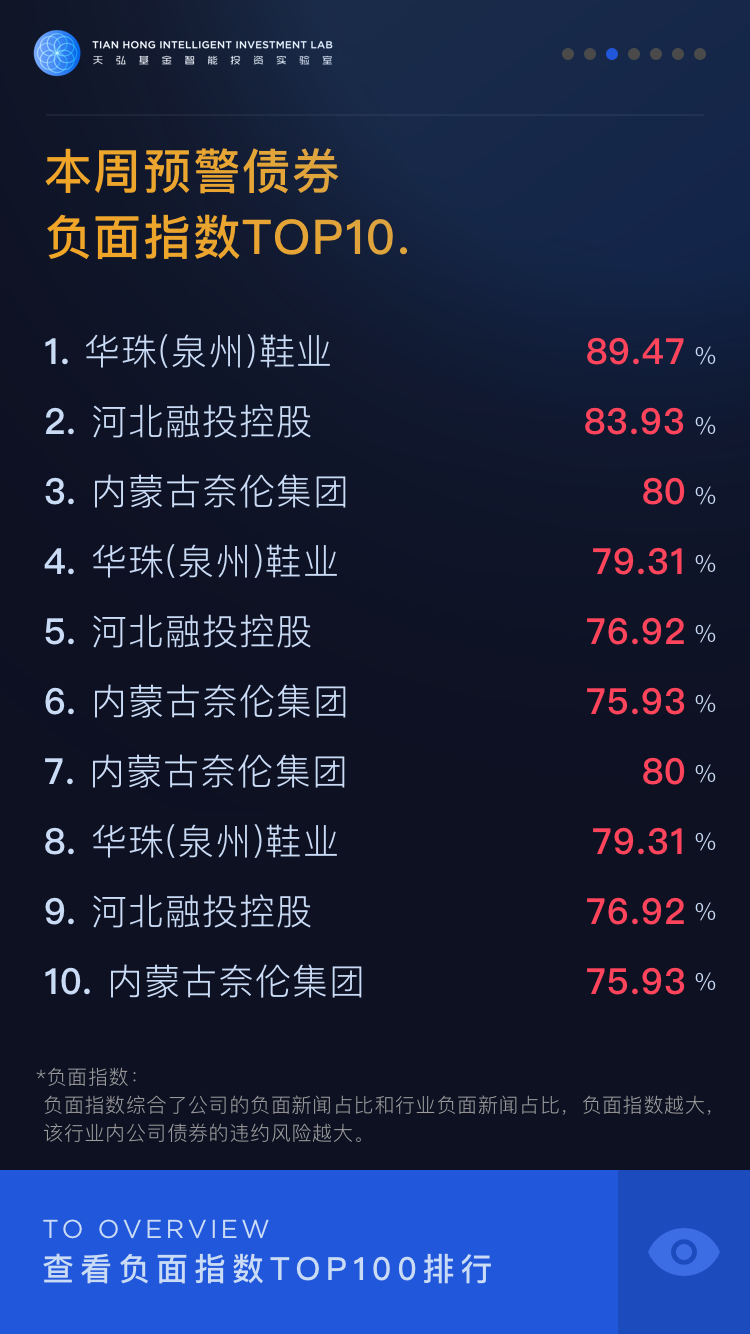 TIAN HONG INTELLIGENT INVESTMENT LAB
天弘基金智能投资实验室
本周预警债券
负面指数TOP10.
1. 华珠(泉州)鞋业 89.47 %
2. 河北融投控股 83.93 %
3. 内蒙古奈伦集团 80 %
4. 华珠(泉州)鞋业 79.31 %
5. 河北融投控股 76.92 %
6. 内蒙古奈伦集团 75.93 %
7. 内蒙古奈伦集团 80 %
8. 华珠(泉州)鞋业 79.31 %
9. 河北融投控股 76.92 %
10. 内蒙古奈伦集团 75.93 %
*负面指数：
负面指数综合了公司的负面新闻占比和行业负面新闻占比，负面指数越大，
该行业内公司债券的违约风险越大。
TO OVERVIEW
查看负面指数TOP100排行